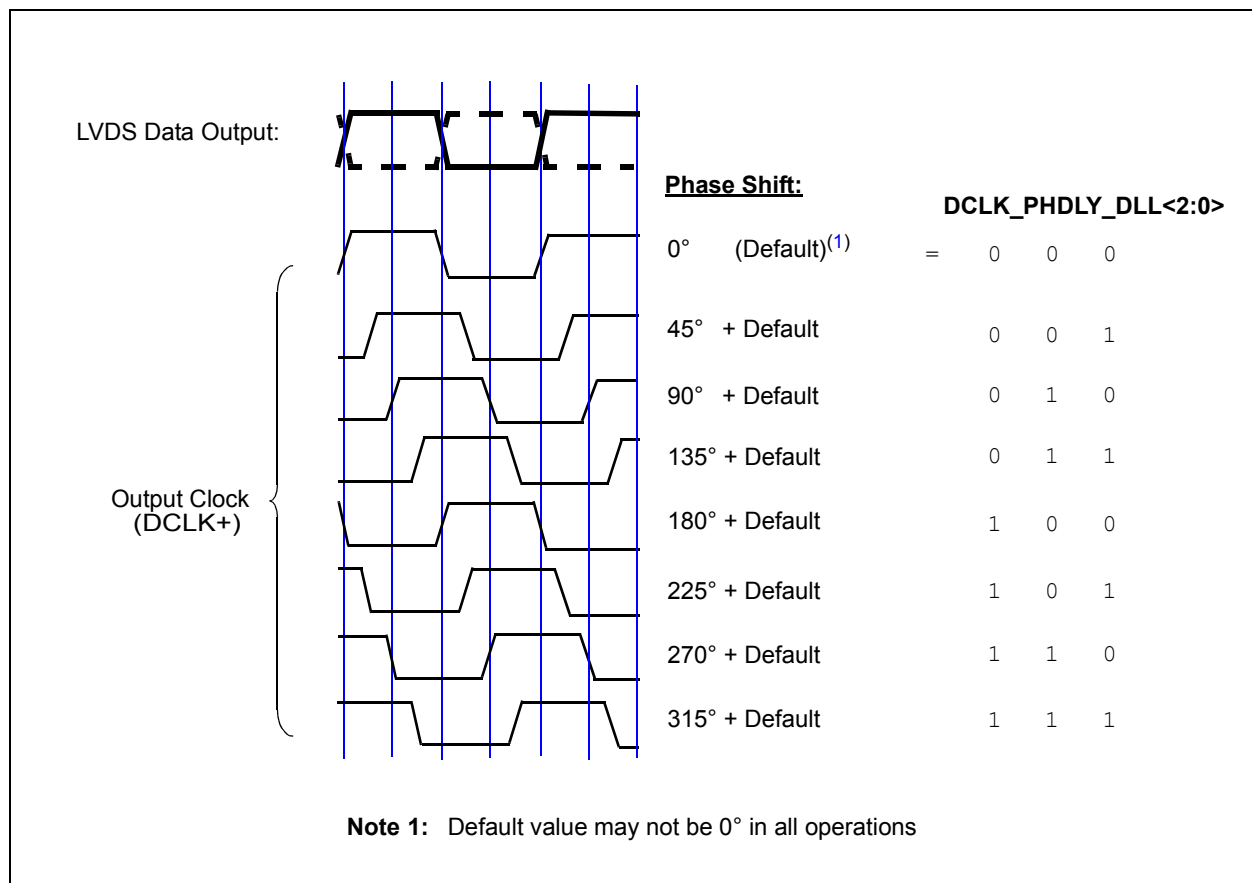 LVDS Data Output:
Phase Shift:
DCLK_PHDLY_DLL<2:0>
0° (Default)(1) = 0 0 0
45° + Default 0 0 1
90° + Default 0 1 0
135° + Default 0 1 1
Output Clock
(DCLK+)
180° + Default 1 0 0
225° + Default 1 0 1
270° + Default 1 1 0
315° + Default 1 1 1
Note 1: Default value may not be 0° in all operations